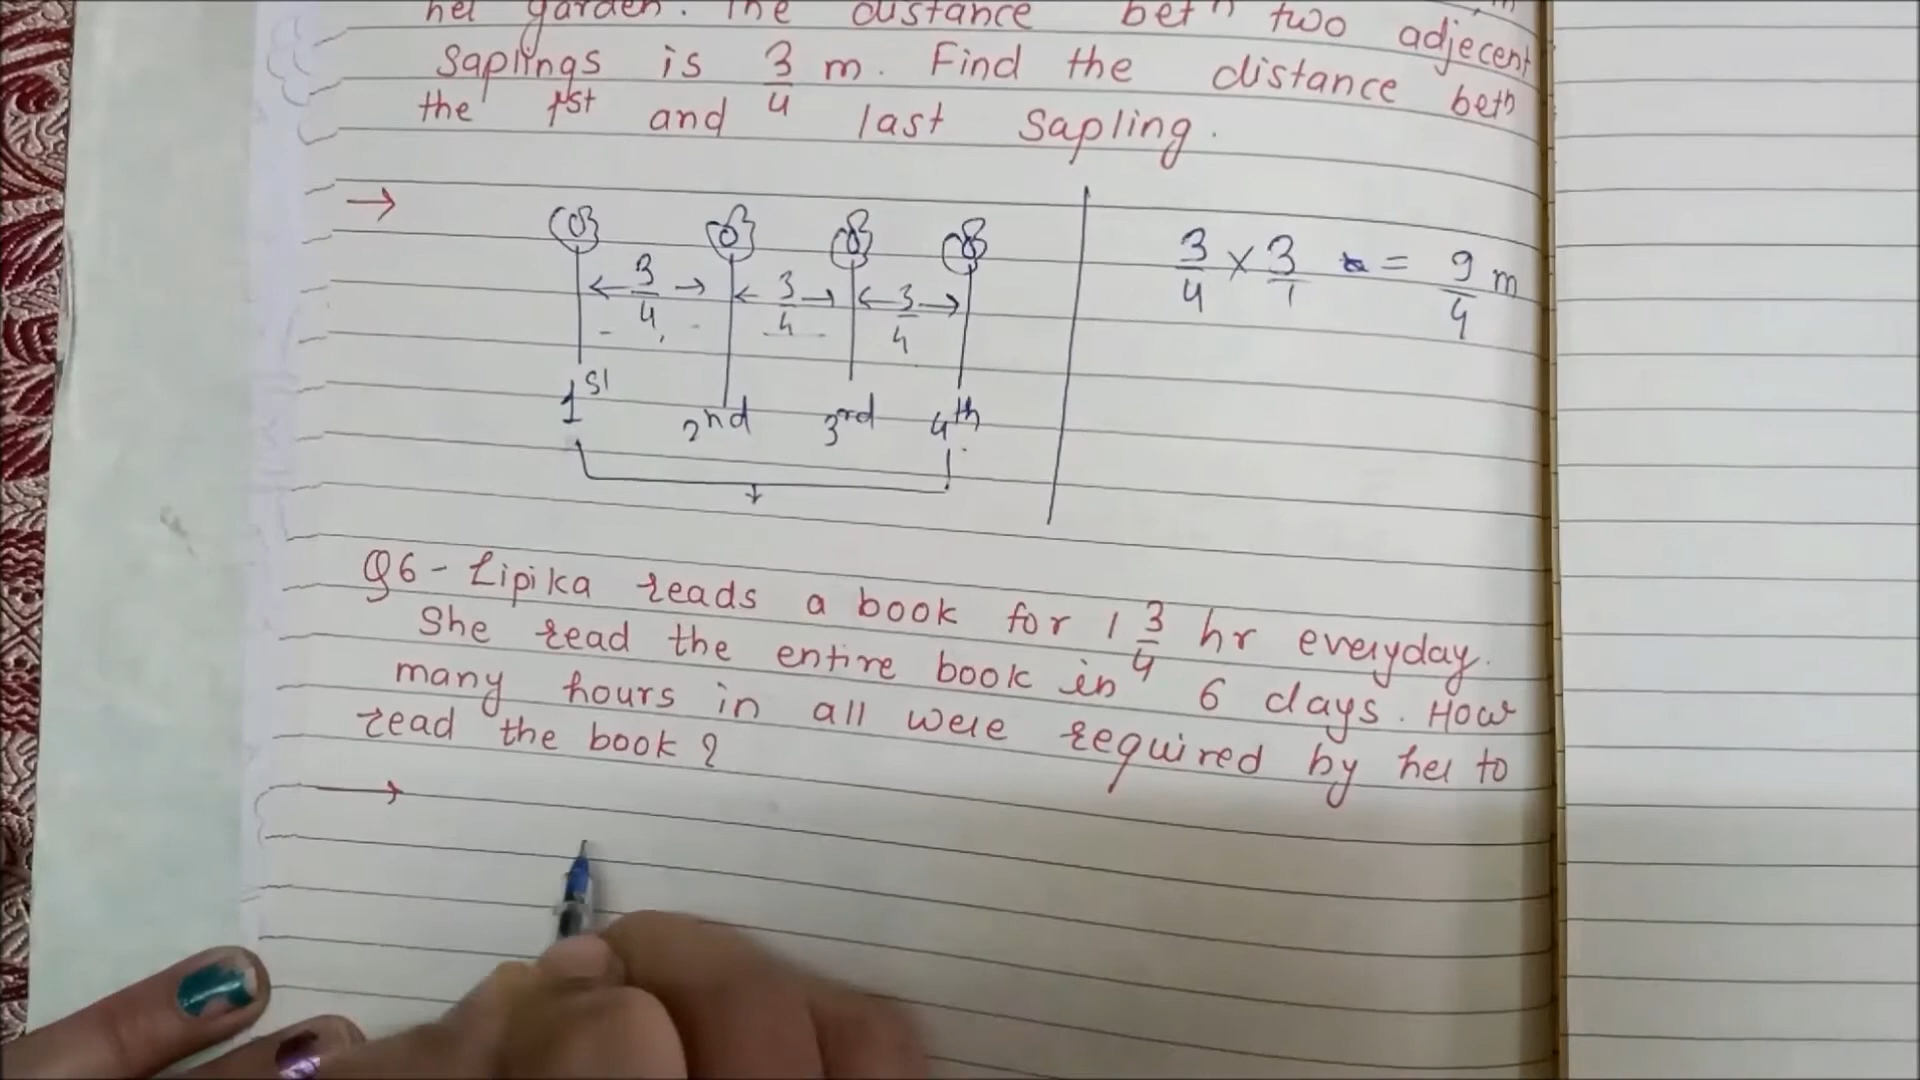 her garden. The distance betn two adjecent
Saplings is 3/4 m. Find the distance betn
the 1st and last Sapling.
→
3/4 3/4 3/4
1st 2nd 3rd 4th
3/4 × 3/1 = 9/4 m
Q6- Lipika reads a book for 1 3/4 hr everyday.
She read the entire book in 6 days. How
many hours in all were required by her to
read the book?
→